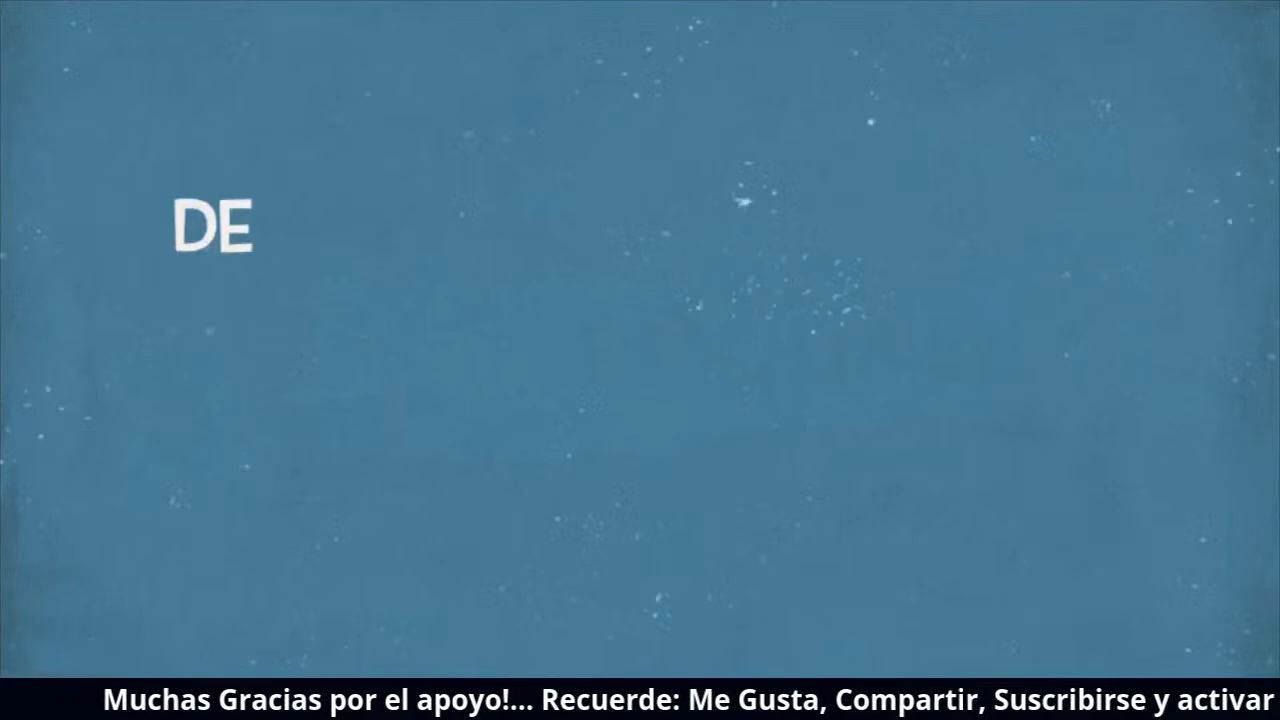 DE
Muchas Gracias por el apoyo!... Recuerde: Me Gusta, Compartir, Suscribirse y activar